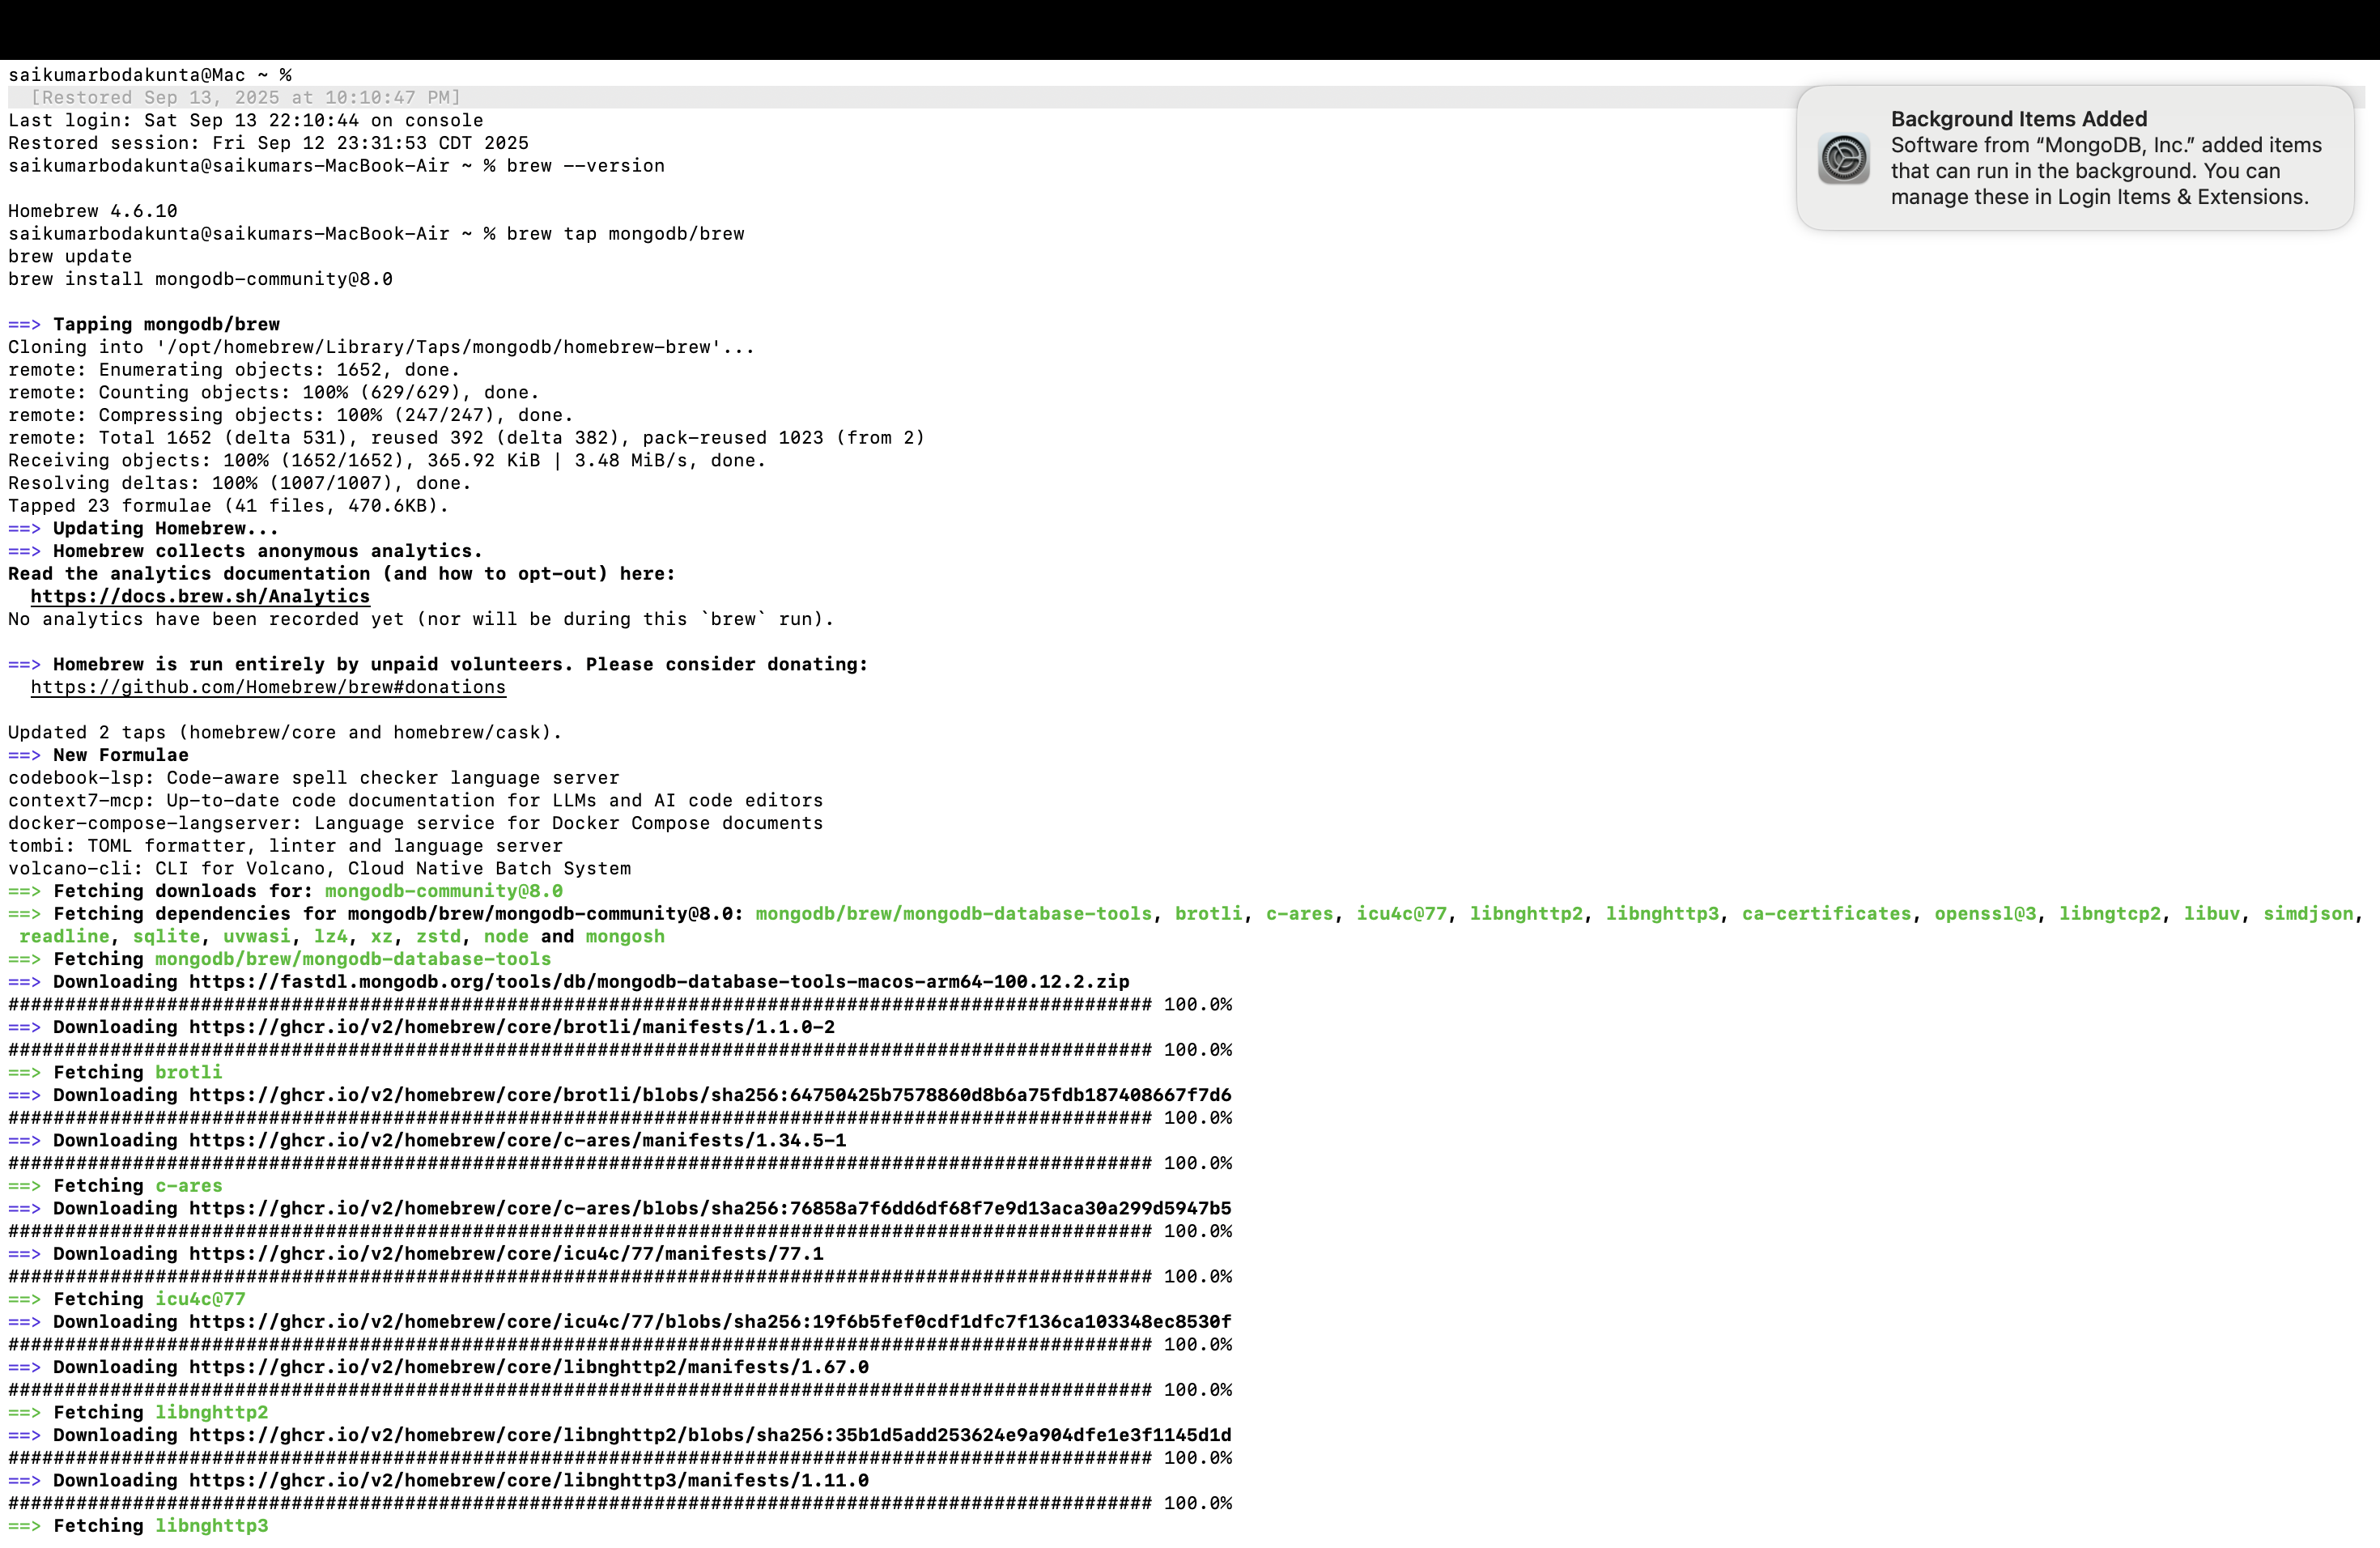 saikumarbodakunta@Mac ~ %
[Restored Sep 13, 2025 at 10:10:47 PM]
Last login: Sat Sep 13 22:10:44 on console
Restored session: Fri Sep 12 23:31:53 CDT 2025
saikumarbodakunta@saikumars-MacBook-Air ~ % brew --version
Homebrew 4.6.10
saikumarbodakunta@saikumars-MacBook-Air ~ % brew tap mongodb/brew
brew update
brew install mongodb-community@8.0
==> Tapping mongodb/brew
Cloning into '/opt/homebrew/Library/Taps/mongodb/homebrew-brew'...
remote: Enumerating objects: 1652, done.
remote: Counting objects: 100% (629/629), done.
remote: Compressing objects: 100% (247/247), done.
remote: Total 1652 (delta 531), reused 392 (delta 382), pack-reused 1023 (from 2)
Receiving objects: 100% (1652/1652), 365.92 KiB | 3.48 MiB/s, done.
Resolving deltas: 100% (1007/1007), done.
Tapped 23 formulae (41 files, 470.6KB).
==> Updating Homebrew...
==> Homebrew collects anonymous analytics.
Read the analytics documentation (and how to opt-out) here:
https://docs.brew.sh/Analytics
No analytics have been recorded yet (nor will be during this `brew` run).
==> Homebrew is run entirely by unpaid volunteers. Please consider donating:
https://github.com/Homebrew/brew#donations
Updated 2 taps (homebrew/core and homebrew/cask).
==> New Formulae
codebook-lsp: Code-aware spell checker language server
context7-mcp: Up-to-date code documentation for LLMs and AI code editors
docker-compose-langserver: Language service for Docker Compose documents
tombi: TOML formatter, linter and language server
volcano-cli: CLI for Volcano, Cloud Native Batch System
==> Fetching downloads for: mongodb-community@8.0
==> Fetching dependencies for mongodb/brew/mongodb-community@8.0: mongodb/brew/mongodb-database-tools, brotli, c-ares, icu4c@77, libnghttp2, libnghttp3, ca-certificates, openssl@3, libngtcp2, libuv, simdjson,
readline, sqlite, uvwasi, lz4, xz, zstd, node and mongosh
==> Fetching mongodb/brew/mongodb-database-tools
==> Downloading https://fastdl.mongodb.org/tools/db/mongodb-database-tools-macos-arm64-100.12.2.zip
##################################################################################################### 100.0%
==> Downloading https://ghcr.io/v2/homebrew/core/brotli/manifests/1.1.0-2
##################################################################################################### 100.0%
==> Fetching brotli
==> Downloading https://ghcr.io/v2/homebrew/core/brotli/blobs/sha256:64750425b7578860d8b6a75fdb187408667f7d6
##################################################################################################### 100.0%
==> Downloading https://ghcr.io/v2/homebrew/core/c-ares/manifests/1.34.5-1
##################################################################################################### 100.0%
==> Fetching c-ares
==> Downloading https://ghcr.io/v2/homebrew/core/c-ares/blobs/sha256:76858a7f6dd6df68f7e9d13aca30a299d5947b5
##################################################################################################### 100.0%
==> Downloading https://ghcr.io/v2/homebrew/core/icu4c/77/manifests/77.1
##################################################################################################### 100.0%
==> Fetching icu4c@77
==> Downloading https://ghcr.io/v2/homebrew/core/icu4c/77/blobs/sha256:19f6b5fef0cdf1dfc7f136ca103348ec8530f
##################################################################################################### 100.0%
==> Downloading https://ghcr.io/v2/homebrew/core/libnghttp2/manifests/1.67.0
##################################################################################################### 100.0%
==> Fetching libnghttp2
==> Downloading https://ghcr.io/v2/homebrew/core/libnghttp2/blobs/sha256:35b1d5add253624e9a904dfe1e3f1145d1d
##################################################################################################### 100.0%
==> Downloading https://ghcr.io/v2/homebrew/core/libnghttp3/manifests/1.11.0
##################################################################################################### 100.0%
==> Fetching libnghttp3
Background Items Added
Software from “MongoDB, Inc.” added items
that can run in the background. You can
manage these in Login Items & Extensions.